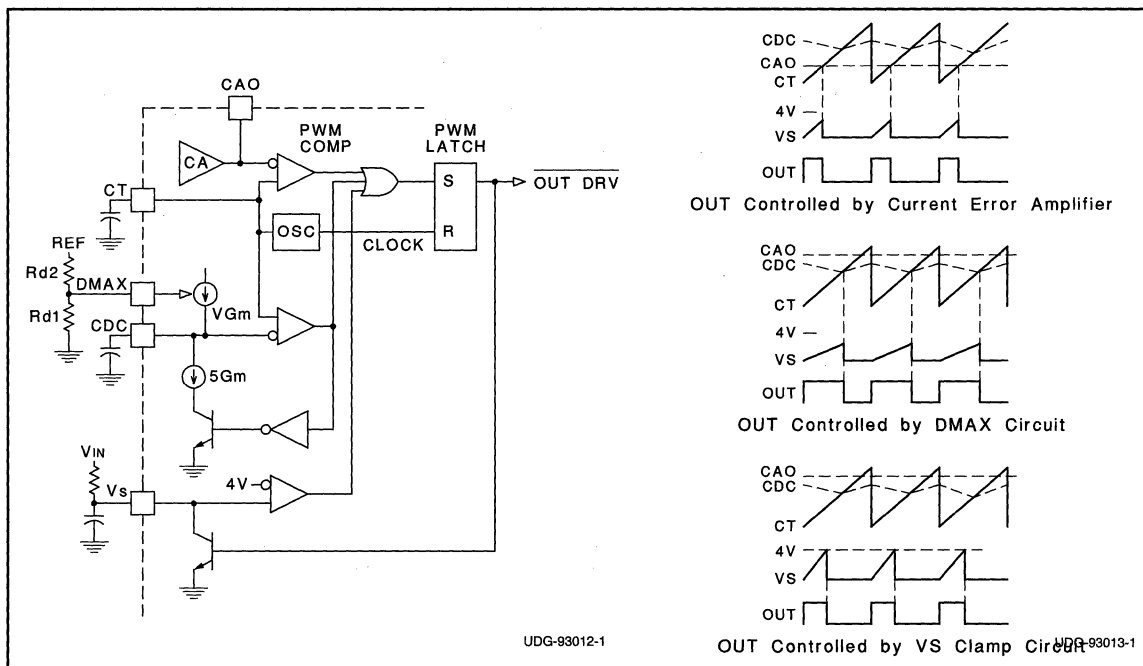 CAO
PWM
COMP
PWM
LATCH
CA
S
OUT DRV
CT
OSC
CLOCK
R
REF
Rd2
DMAX
Rd1
VGm
CDC
5Gm
VIN
4V
Vs
UDG-93012-1
CDC
CAO
CT
4V
VS
OUT
OUT Controlled by Current Error Amplifier
CAO
CDC
CT
4V
VS
OUT
OUT Controlled by DMAX Circuit
CAO
CDC
CT
4V
VS
OUT
OUT Controlled by VS Clamp Circuit
UDG-93013-1